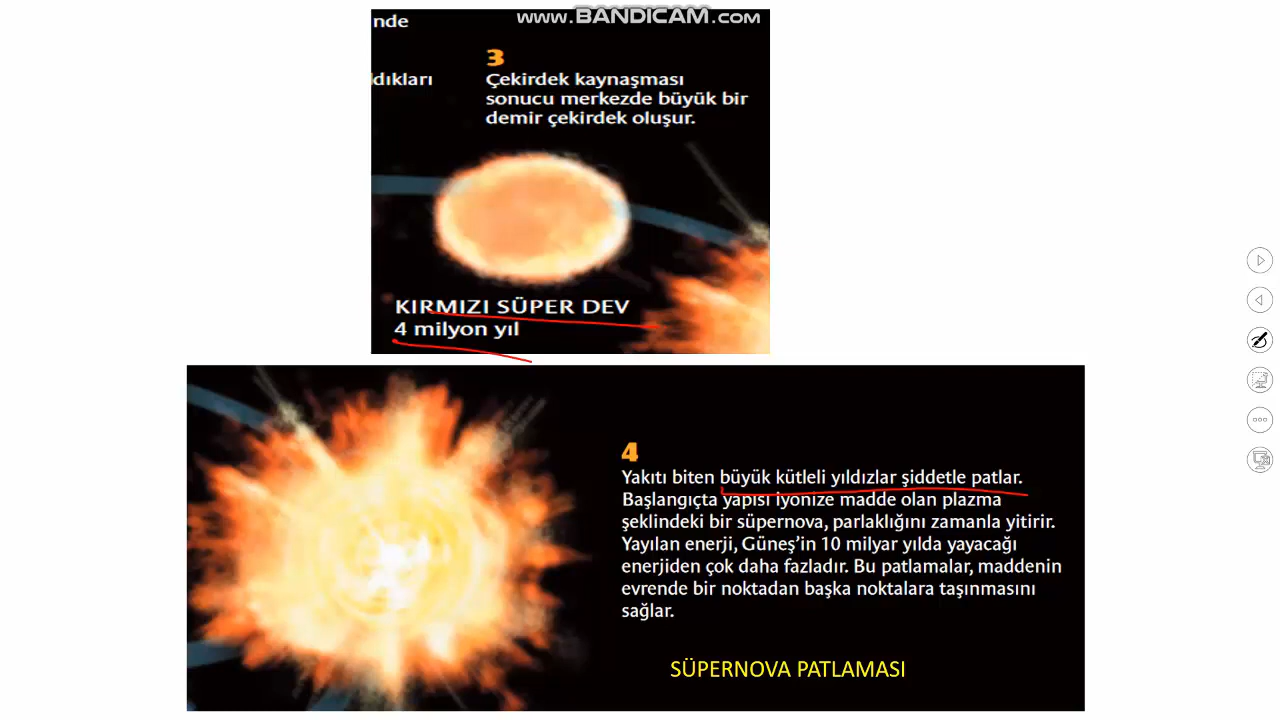 www.BANDICAM.com
nde
3
dıkları
Çekirdek kaynaşması
sonucu merkezde büyük bir
demir çekirdek oluşur.
KIRMIZI SÜPER DEV
4 milyon yıl
4
Yakıtı biten büyük kütleli yıldızlar şiddetle patlar.
Başlangıçta yapısı iyonize madde olan plazma
şeklindeki bir süpernova, parlaklığını zamanla yitirir.
Yayılan enerji, Güneş’in 10 milyar yılda yayacağı
enerjiden çok daha fazladır. Bu patlamalar, maddenin
evrende bir noktadan başka noktalara taşınmasını
sağlar.
SÜPERNOVA PATLAMASI